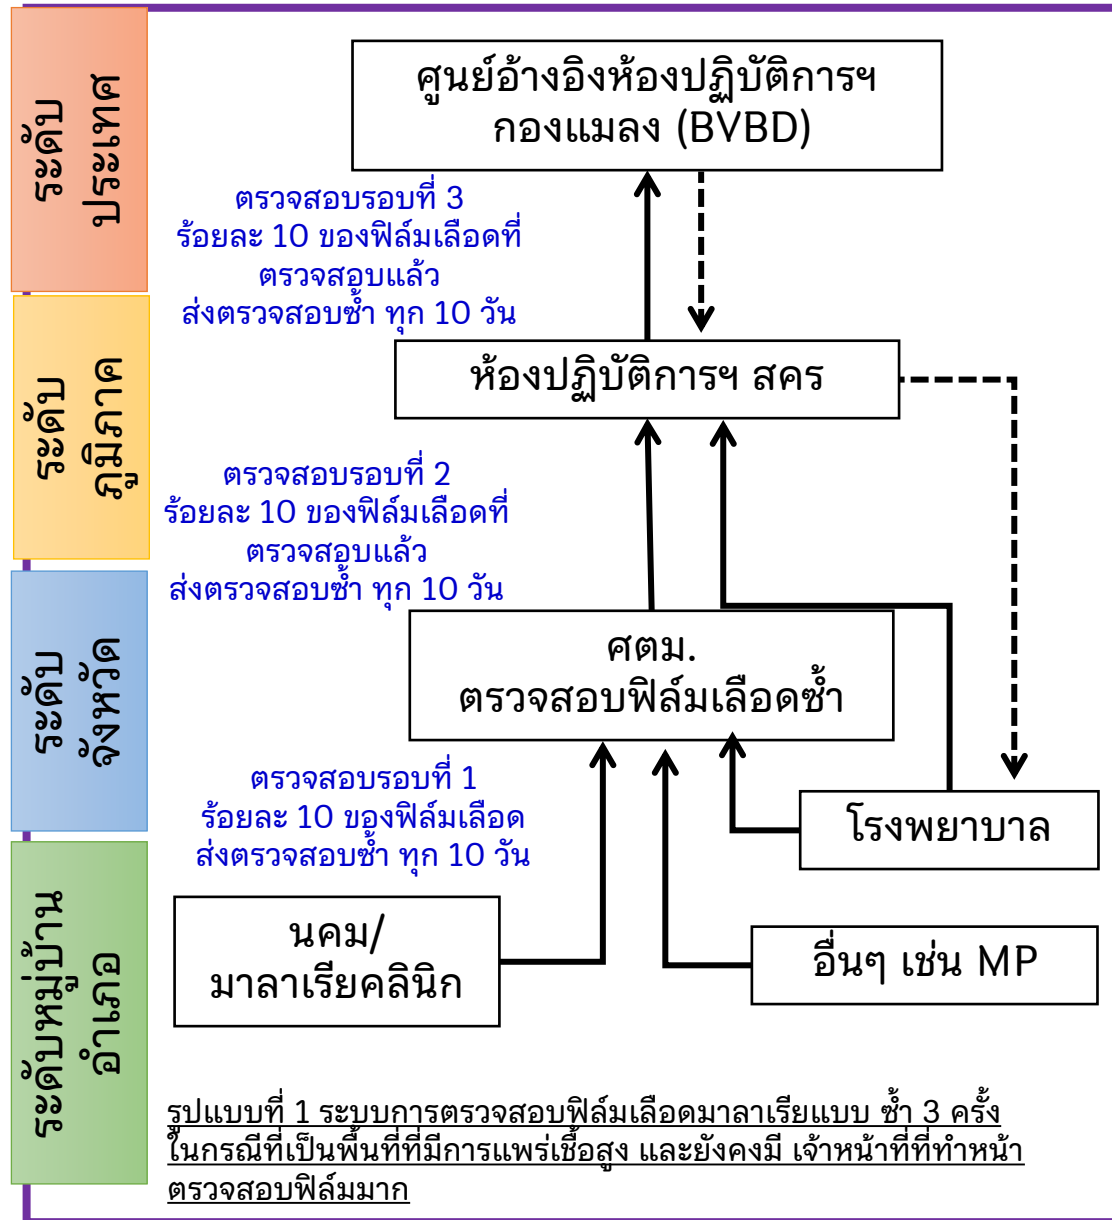 ระดับ
ประเทศ
ศูนย์อ้างอิงห้องปฏิบัติการฯ
กองแมลง (BVBD)
ตรวจสอบรอบที่ 3
ร้อยละ 10 ของฟิล์มเลือดที่
ตรวจสอบแล้ว
ส่งตรวจสอบซ้ำ ทุก 10 วัน
ระดับ
ภูมิภาค
ห้องปฏิบัติการฯ สคร
ตรวจสอบรอบที่ 2
ร้อยละ 10 ของฟิล์มเลือดที่
ตรวจสอบแล้ว
ส่งตรวจสอบซ้ำ ทุก 10 วัน
ระดับ
จังหวัด
ศตม.
ตรวจสอบฟิล์มเลือดซ้ำ
ตรวจสอบรอบที่ 1
ร้อยละ 10 ของฟิล์มเลือด
ส่งตรวจสอบซ้ำ ทุก 10 วัน
โรงพยาบาล
ระดับหมู่บ้าน
อำเภอ
นคม/
มาลาเรียคลินิก
อื่นๆ เช่น MP
รูปแบบที่ 1 ระบบการตรวจสอบฟิล์มเลือดมาลาเรียแบบ ซ้ำ 3 ครั้ง
ในกรณีที่เป็นพื้นที่ที่มีการแพร่เชื้อสูง และยังคงมี เจ้าหน้าที่ที่ทำหน้า
ตรวจสอบฟิล์มมาก